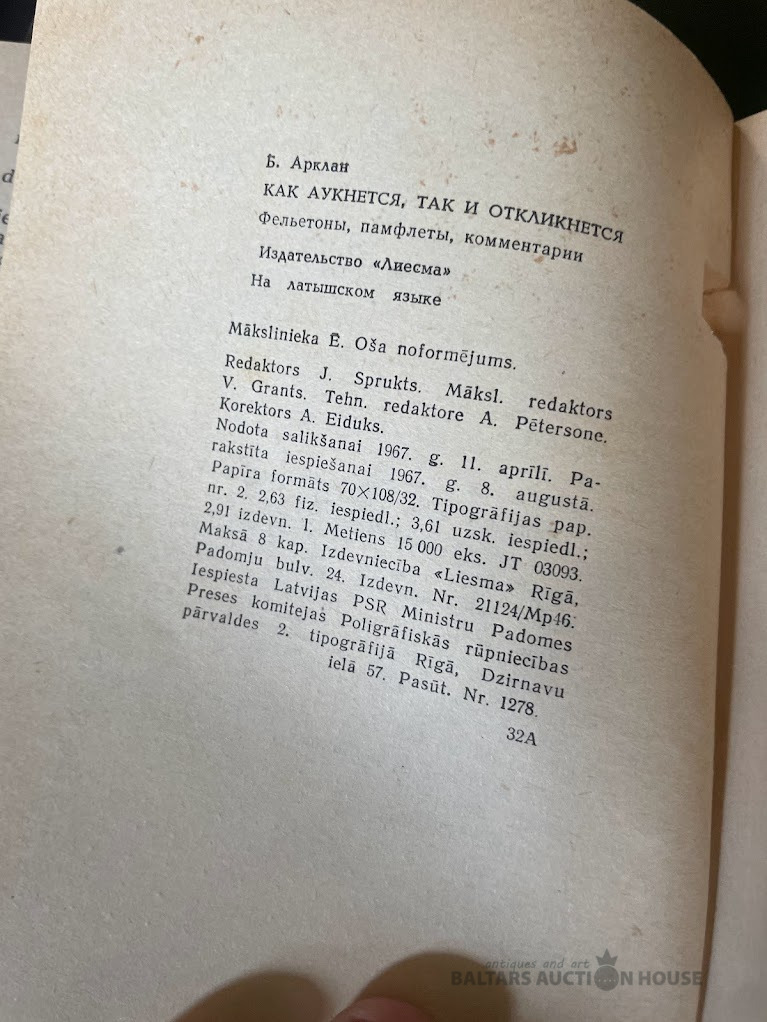 Б. Арклан
КАК АУКНЕТСЯ, ТАК И ОТКЛИКНЕТСЯ
Фельетоны, памфлеты, комментарии
Издательство «Лиесма»
На латышском языке
Mākslinieka Ē. Oša noformējums.
Redaktors J. Sprukts. Māksl. redaktors
V. Grants. Tehn. redaktore A. Pētersone.
Korektors A. Eiduks.
Nodota salikšanai 1967. g. 11. aprīlī. Pa-
rakstīta iespiešanai 1967. g. 8. augustā.
Papīra formāts 70×108/32. Tipogrāfijas pap.
nr. 2. 2,63 fiz. iespiedl.; 3,61 uzsk. iespiedl.;
2,91 izdevn. l. Metiens 15 000 eks. JT 03093.
Maksā 8 kap. Izdevniecība «Liesma» Rīgā,
Padomju bulv. 24. Izdevn. Nr. 21124/Mp46.
Iespiesta Latvijas PSR Ministru Padomes
Preses komitejas Poligrāfiskās rūpniecības
pārvaldes 2. tipogrāfijā Rīgā, Dzirnavu
ielā 57. Pasūt. Nr. 1278.
32A
antiques and art
BALTARS AUCTION HOUSE